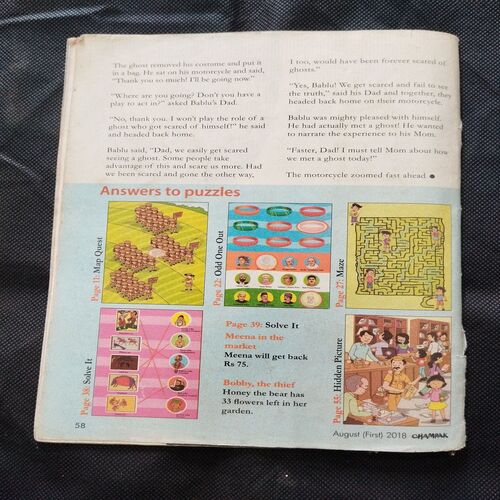 The ghost removed his costume and put it
in a bag. He sat on his motorcycle and said,
"Thank you so much! I'll be going now."
"Where are you going? Don't you have a
play to act in?" asked Bablu's Dad.
"No, thank you. I won't play the role of a
ghost who got scared of himself!" he said
and headed back home.
Bablu said, "Dad, we easily get scared
seeing a ghost. Some people take
advantage of this and scare us more. Had
we been scared and gone the other way,
I too, would have been forever scared of
ghosts."
"Yes, Bablu! We get scared and fail to see
the truth," said his Dad and together, they
headed back home on their motorcycle.
Bablu was mighty pleased with himself.
He had actually met a ghost! He wanted
to narrate the experience to his Mom.
"Faster, Dad! I must tell Mom about how
we met a ghost today!"
The motorcycle zoomed fast ahead ●
Answers to puzzles
Page 11: Map Quest
Page 22: Odd One Out
Page 27: Maze
Page 38: Solve It
Page 39: Solve It
Meena in the
market
Meena will get back
Rs 75.
Bobby, the thief
Honey the bear has
33 flowers left in her
garden.
Page 55: Hidden Picture
58
August (First) 2018 CHAMPAK